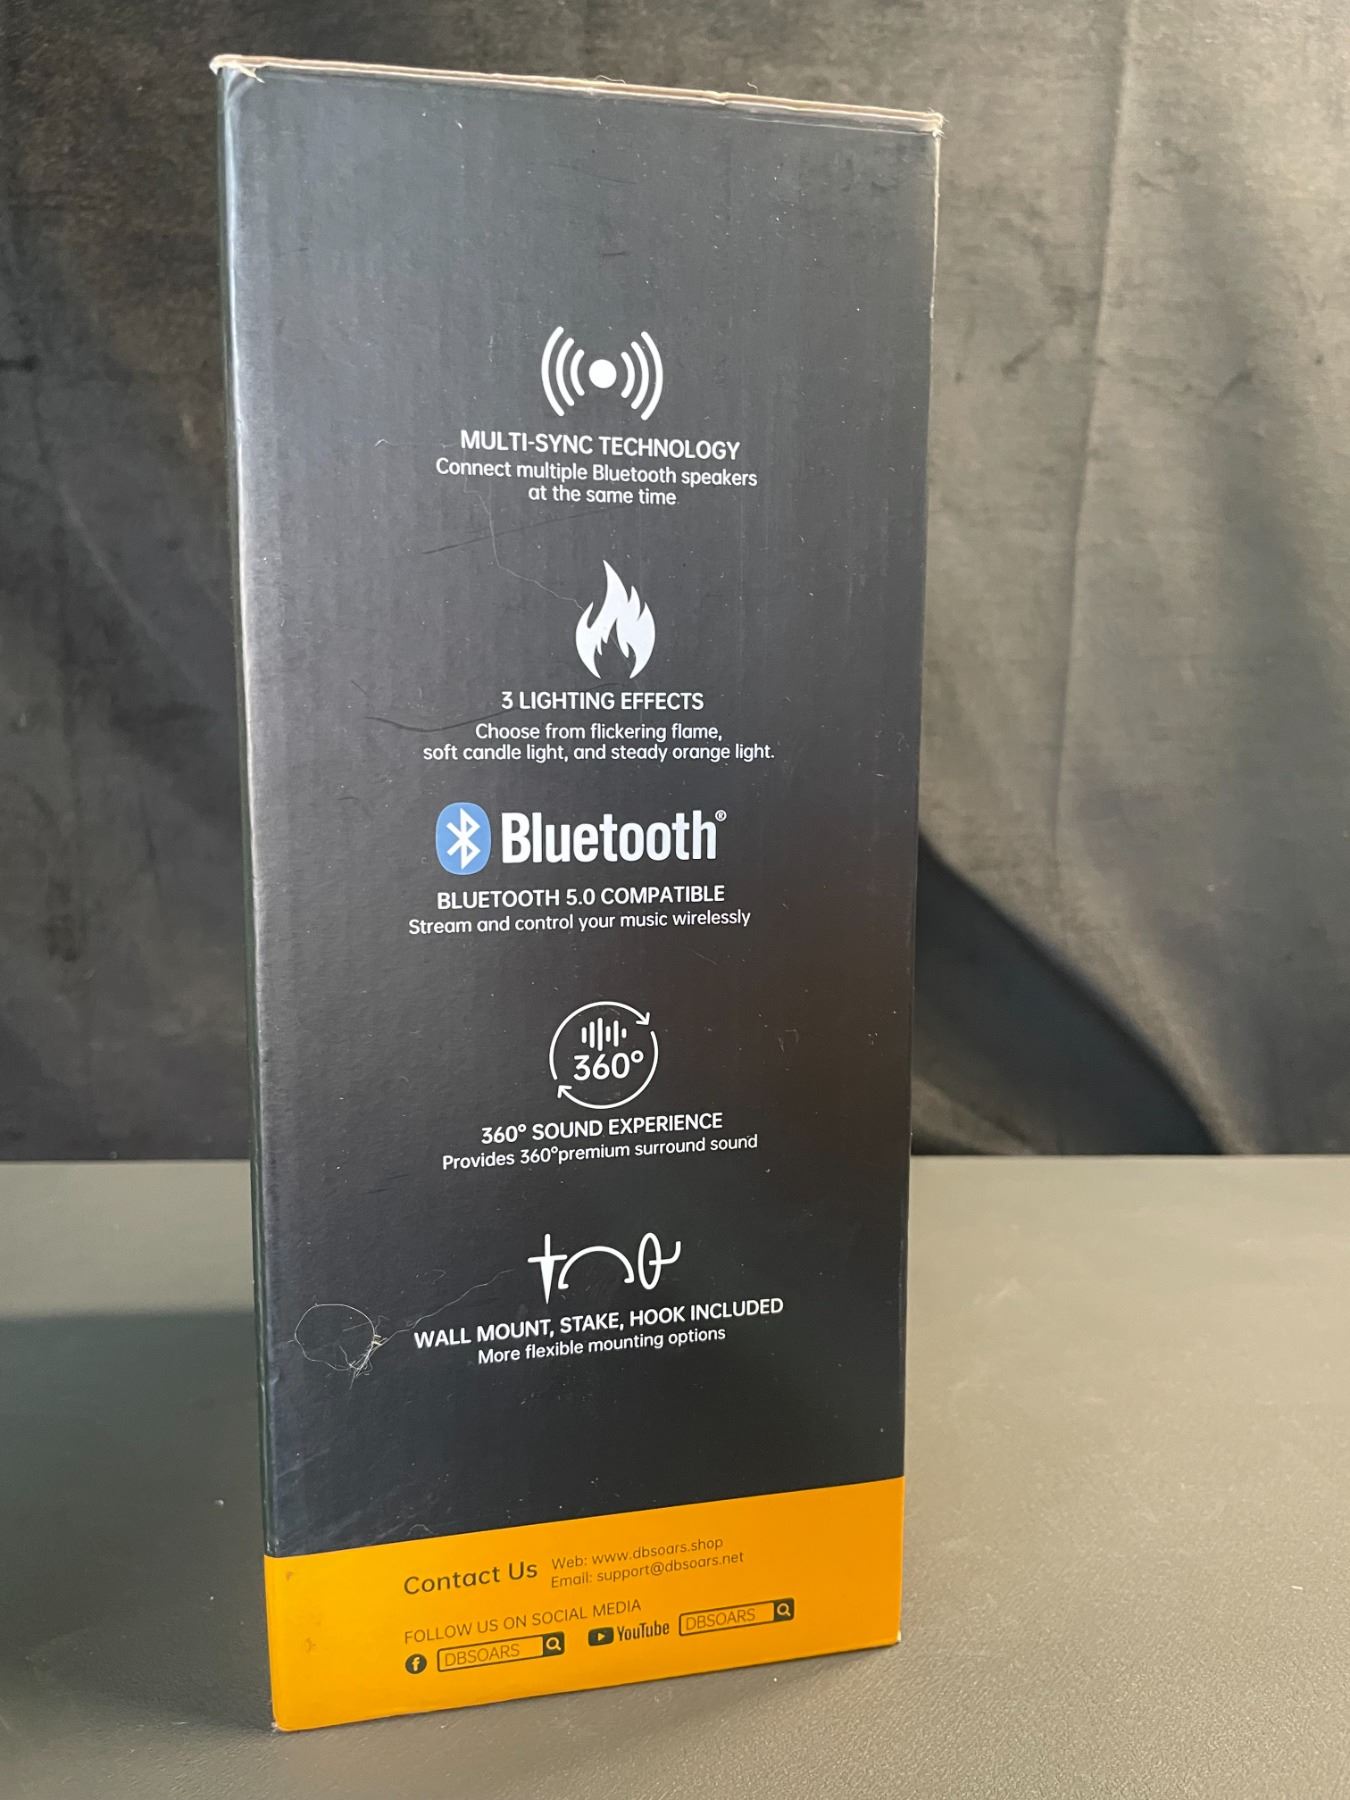 MULTI-SYNC TECHNOLOGY
Connect multiple Bluetooth speakers
at the same time
3 LIGHTING EFFECTS
Choose from flickering flame,
soft candle light, and steady orange light.
Bluetooth®
BLUETOOTH 5.0 COMPATIBLE
Stream and control your music wirelessly
360°
360° SOUND EXPERIENCE
Provides 360°premium surround sound
WALL MOUNT, STAKE, HOOK INCLUDED
More flexible mounting options
Contact Us
Web: www.dbsoars.shop
Email: support@dbsoars.net
FOLLOW US ON SOCIAL MEDIA
f DBSOARS YouTube DBSOARS